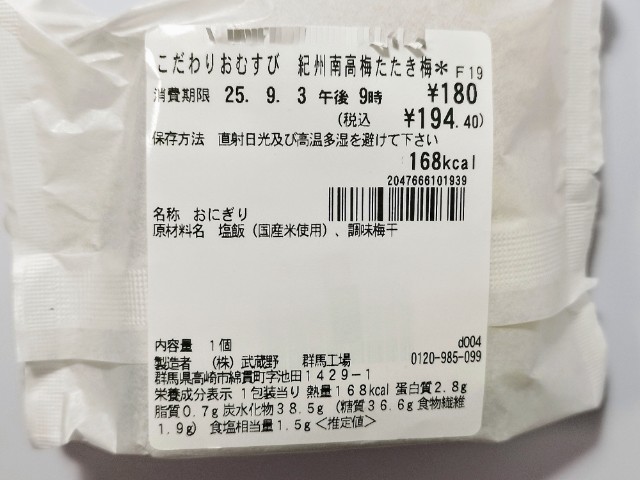 こだわりおむすび 紀州南高梅たたき梅＊ F19
消費期限 25. 9. 3 午後 9時 ¥180
(税込 ¥194.40)
保存方法 直射日光及び高温多湿を避けて下さい
168kcal
2047666101939
名称 おにぎり
原材料名 塩飯（国産米使用）、調味梅干
内容量 1個 d004
製造者 （株）武蔵野 群馬工場 0120-985-099
群馬県高崎市綿貫町字池田1429-1
栄養成分表示 1包装当り 熱量168kcal 蛋白質2.8g
脂質0.7g 炭水化物38.5g（糖質36.6g 食物繊維
1.9g） 食塩相当量1.5g＜推定値＞